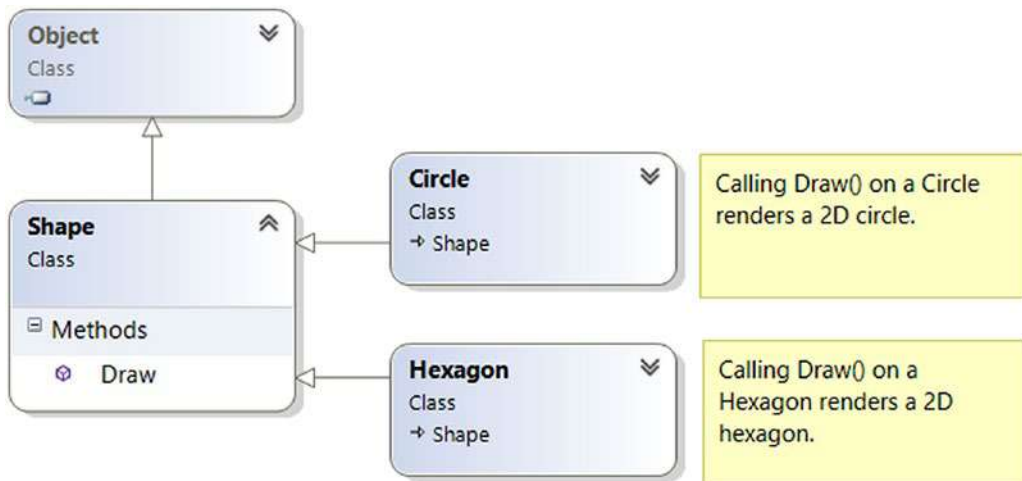 Object
Class
Shape
Class
Methods
Draw
Circle
Class
Shape
Calling Draw() on a Circle
renders a 2D circle.
Hexagon
Class
Shape
Calling Draw() on a
Hexagon renders a 2D
hexagon.